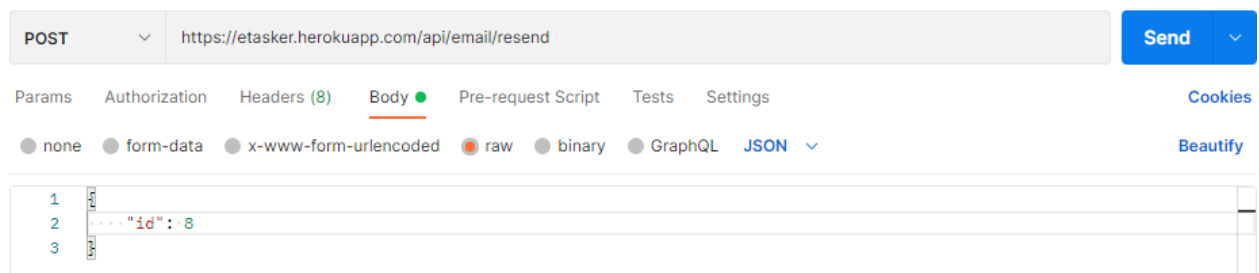 POST https://etasker.herokuapp.com/api/email/resend Send
Params Authorization Headers (8) Body Pre-request Script Tests Settings Cookies
none form-data x-www-form-urlencoded raw binary GraphQL JSON Beautify
1 {
2 "id": 8
3 }